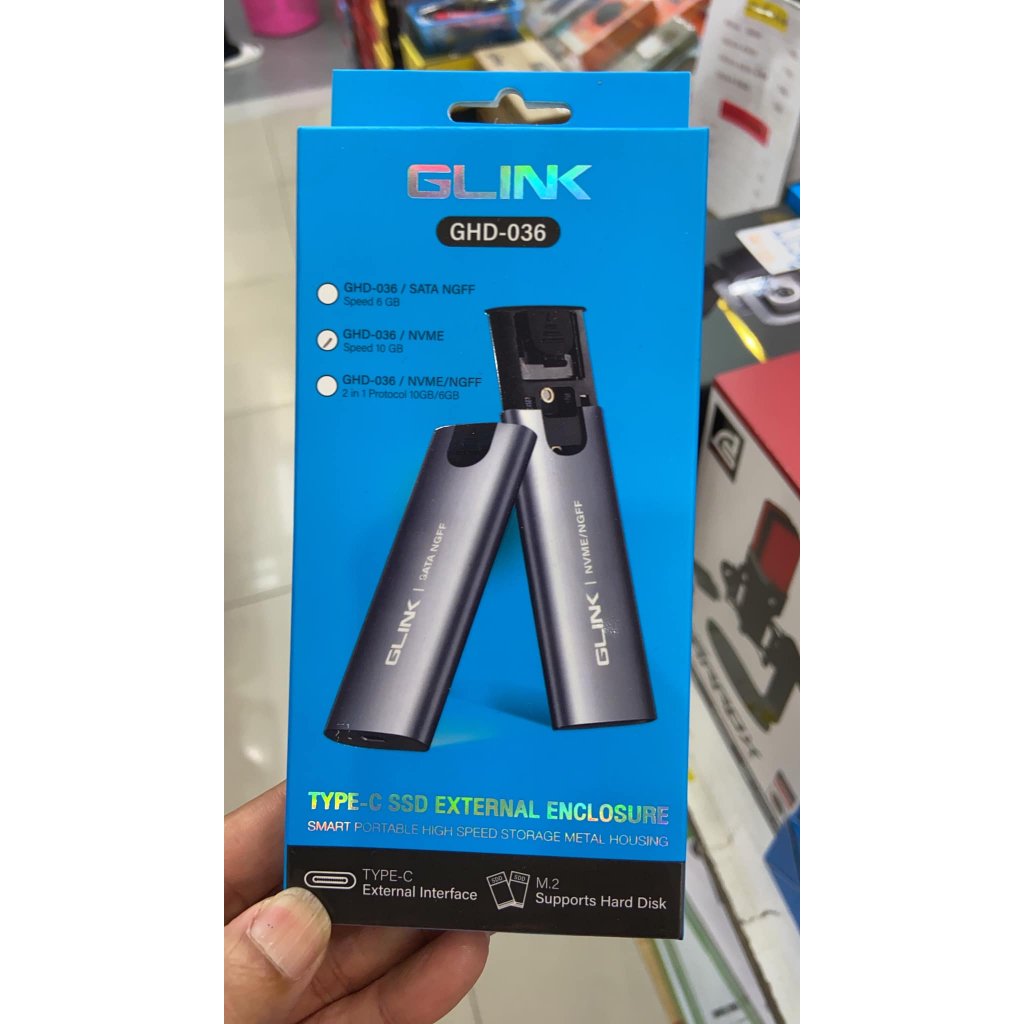 GLINK
GHD-036
GHD-036 / SATA NGFF
Speed 6 GB
GHD-036 / NVME
Speed 10 GB
GHD-036 / NVME/NGFF
2 in 1 Protocol 10GB/6GB
GLINK | SATA NGFF
GLINK | NVME/NGFF
TYPE-C SSD EXTERNAL ENCLOSURE
SMART PORTABLE HIGH SPEED STORAGE METAL HOUSING
TYPE-C
External Interface
SDD
SDD
M.2
Supports Hard Disk